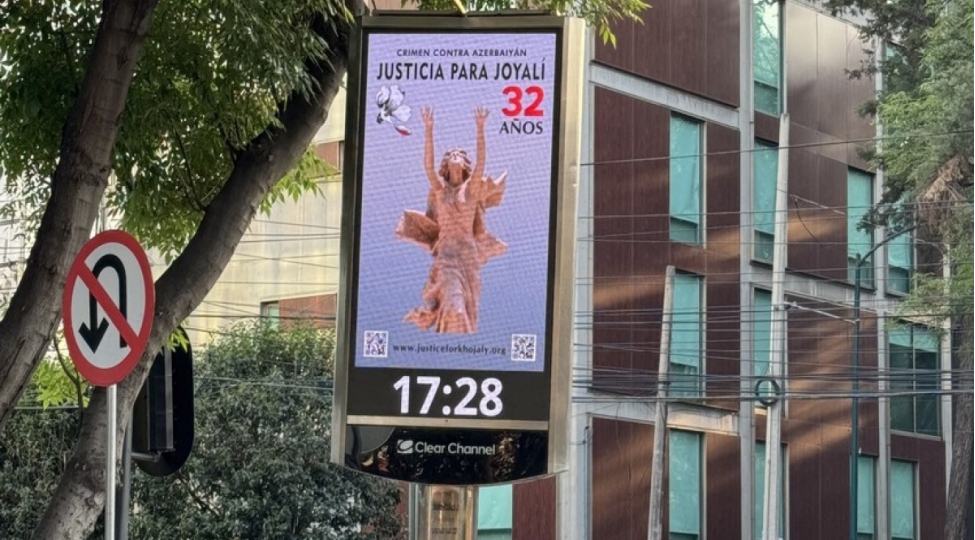 CRIMEN CONTRA AZERBAIYÁN
JUSTICIA PARA JOYALÍ
32
AÑOS
www.justiceforkhojaly.org
17:28
Clear Channel